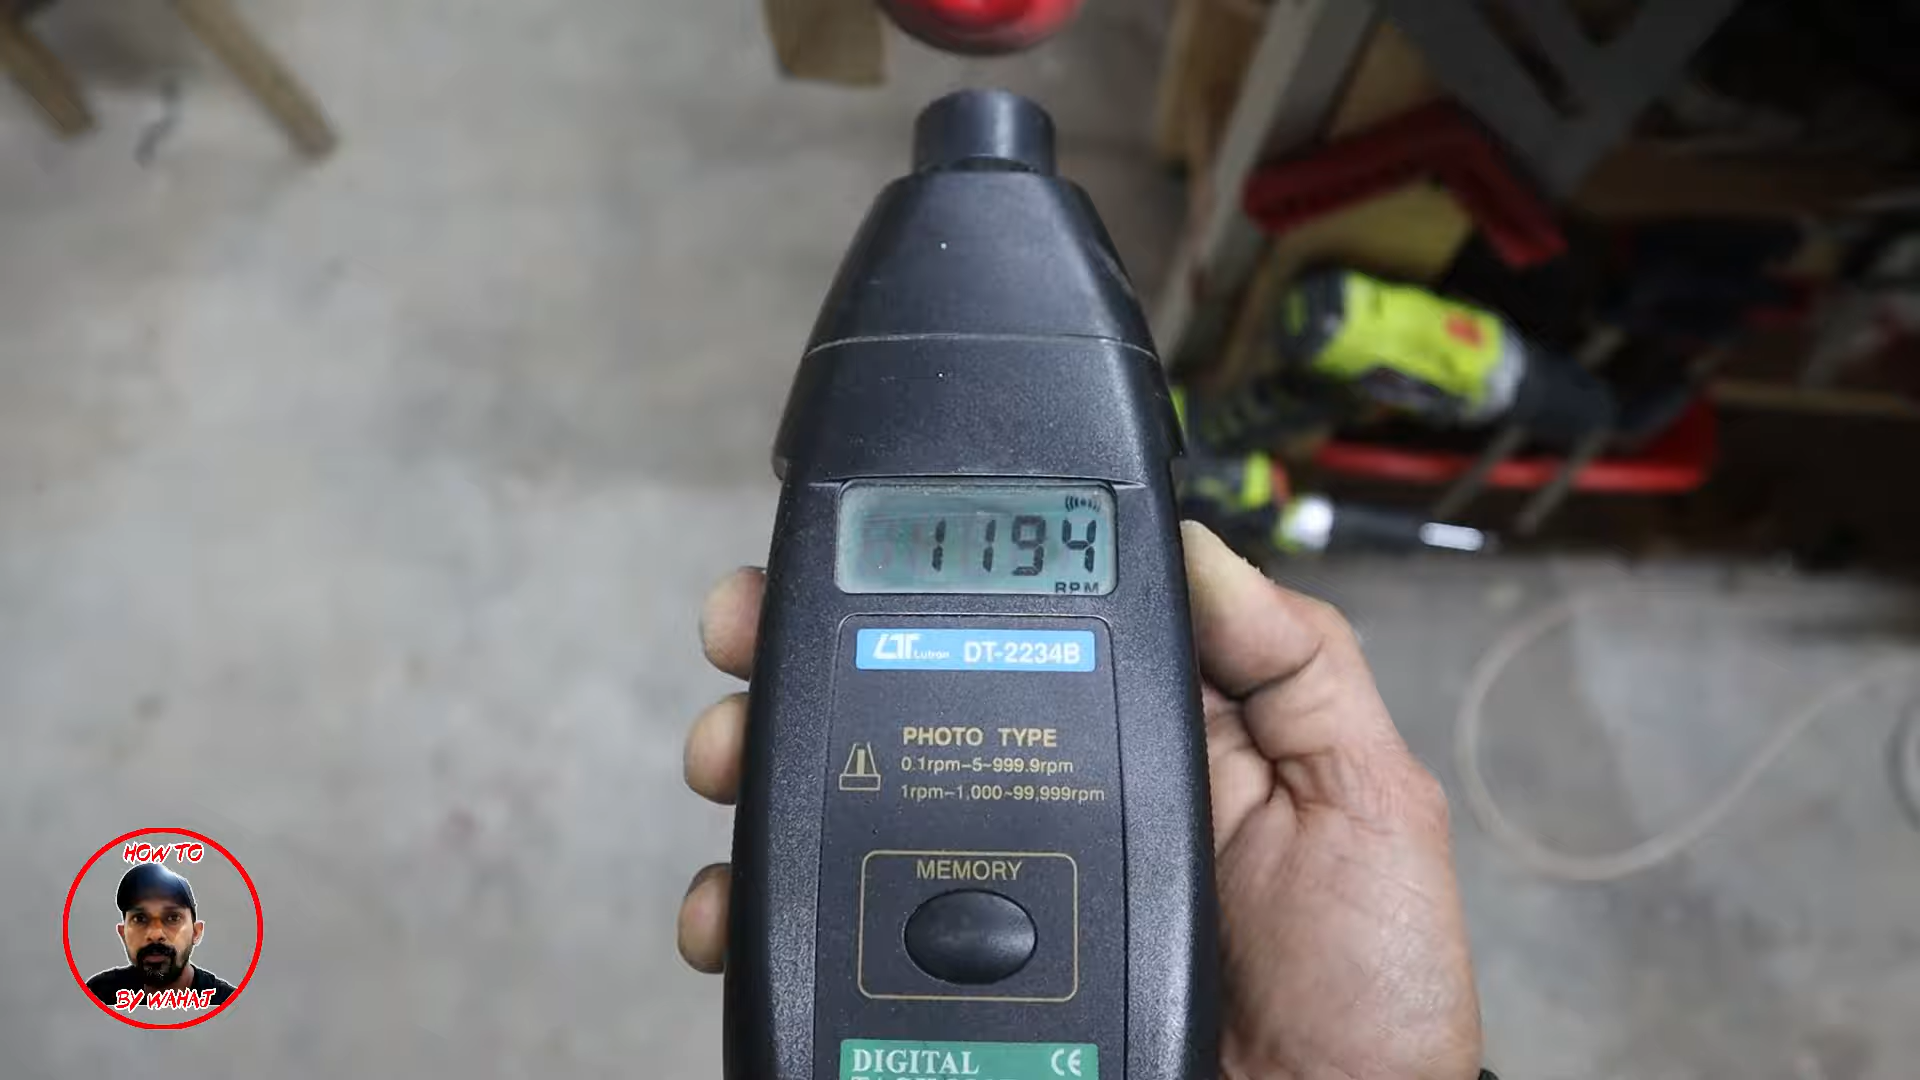 1194
RPM
Lutron DT-2234B
PHOTO TYPE
0.1rpm-5~999.9rpm
1rpm-1,000~99,999rpm
MEMORY
DIGITAL CE
HOW TO
BY WAHAJ